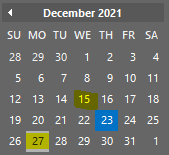 December 2021
SU MO TU WE TH FR SA
28 29 30 1 2 3 4
5 6 7 8 9 10 11
12 13 14 15 16 17 18
19 20 21 22 23 24 25
26 27 28 29 30 31 1